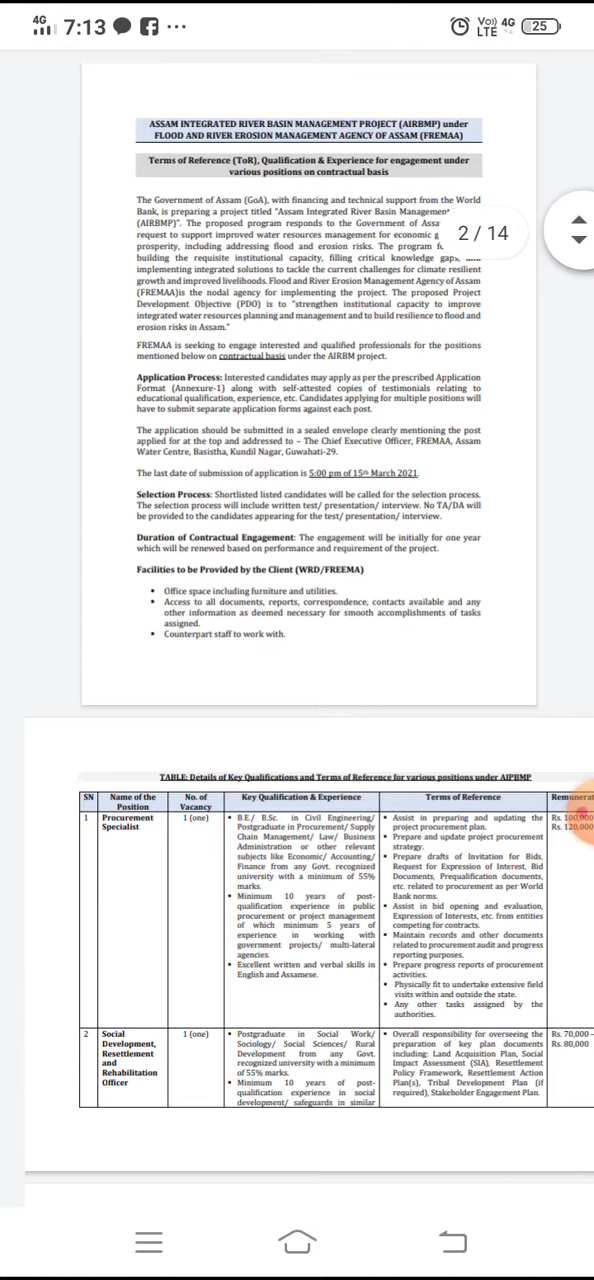 4G 7:13 ... Vo)) LTE 4G 25
ASSAM INTEGRATED RIVER BASIN MANAGEMENT PROJECT (AIRBMP) under
FLOOD AND RIVER EROSION MANAGEMENT AGENCY OF ASSAM (FREMAA)
Terms of Reference (ToR), Qualification & Experience for engagement under
various positions on contractual basis
The Government of Assam (GoA), with financing and technical support from the World
Bank, is preparing a project titled "Assam Integrated River Basin Management
(AIRBMP)". The proposed program responds to the Government of Assa
request to support improved water resources management for economic g
prosperity, including addressing flood and erosion risks. The program
building the requisite institutional capacity, filling critical knowledge gaps,
implementing integrated solutions to tackle the current challenges for climate resilient
growth and improved livelihoods. Flood and River Erosion Management Agency of Assam
(FREMAA)is the nodal agency for implementing the project. The proposed Project
Development Objective (PDO) is to "strengthen institutional capacity to improve
integrated water resources planning and management and to build resilience to flood and
erosion risks in Assam."
2 / 14
FREMAA is seeking to engage interested and qualified professionals for the positions
mentioned below on contractual basis under the AIRBM project.
Application Process: Interested candidates may apply as per the prescribed Application
Format (Annexure-1) along with self-attested copies of testimonials relating to
educational qualification, experience, etc. Candidates applying for multiple positions will
have to submit separate application forms against each post.
The application should be submitted in a sealed envelope clearly mentioning the post
applied for at the top and addressed to – The Chief Executive Officer, FREMAA, Assam
Water Centre, Basistha, Kundil Nagar, Guwahati-29.
The last date of submission of application is 5:00 pm of 15th March 2021.
Selection Process: Shortlisted listed candidates will be called for the selection process.
The selection process will include written test/ presentation/ interview. No TA/DA will
be provided to the candidates appearing for the test/ presentation/ interview.
Duration of Contractual Engagement: The engagement will be initially for one year
which will be renewed based on performance and requirement of the project.
Facilities to be Provided by the Client (WRD/FREEMA)
• Office space including furniture and utilities.
• Access to all documents, reports, correspondence, contacts available and any
other information as deemed necessary for smooth accomplishments of tasks
assigned.
• Counterpart staff to work with.
TABLE: Details of Key Qualifications and Terms of Reference for various positions under AIPBMP
SN
Name of the
Position
No. of
Vacancy
Key Qualification & Experience
Terms of Reference
Remunerat
1
Procurement
Specialist
1 (one)
• B.E./ B.Sc. in Civil Engineering/
Postgraduate in Procurement/ Supply
Chain Management/ Law/ Business
Administration or other relevant
subjects like Economic/ Accounting/
Finance from any Govt. recognized
university with a minimum of 55%
marks.
• Minimum 10 years of post-
qualification experience in public
procurement or project management
of which minimum 5 years of
experience in working with
government projects/ multi-lateral
agencies.
• Excellent written and verbal skills in
English and Assamese.
• Assist in preparing and updating the
project procurement plan.
• Prepare and update project procurement
strategy.
• Prepare drafts of Invitation for Bids,
Request for Expression of Interest, Bid
Documents, Prequalification documents,
etc. related to procurement as per World
Bank norms.
• Assist in bid opening and evaluation,
Expression of Interests, etc. from entities
competing for contracts.
• Maintain records and other documents
related to procurement audit and progress
reporting purposes.
• Prepare progress reports of procurement
activities.
• Physically fit to undertake extensive field
visits within and outside the state.
• Any other tasks assigned by the
authorities.
Rs. 100,000
Rs. 120,000
2
Social
Development,
Resettlement
and
Rehabilitation
Officer
1 (one)
• Postgraduate in Social Work/
Sociology/ Social Sciences/ Rural
Development from any Govt.
recognized university with a minimum
of 55% marks.
• Minimum 10 years of post-
qualification experience in social
development/ safeguards in similar
• Overall responsibility for overseeing the
preparation of key plan documents
including: Land Acquisition Plan, Social
Impact Assessment (SIA), Resettlement
Policy Framework, Resettlement Action
Plan(s), Tribal Development Plan (if
required), Stakeholder Engagement Plan.
Rs. 70,000 –
Rs. 80,000